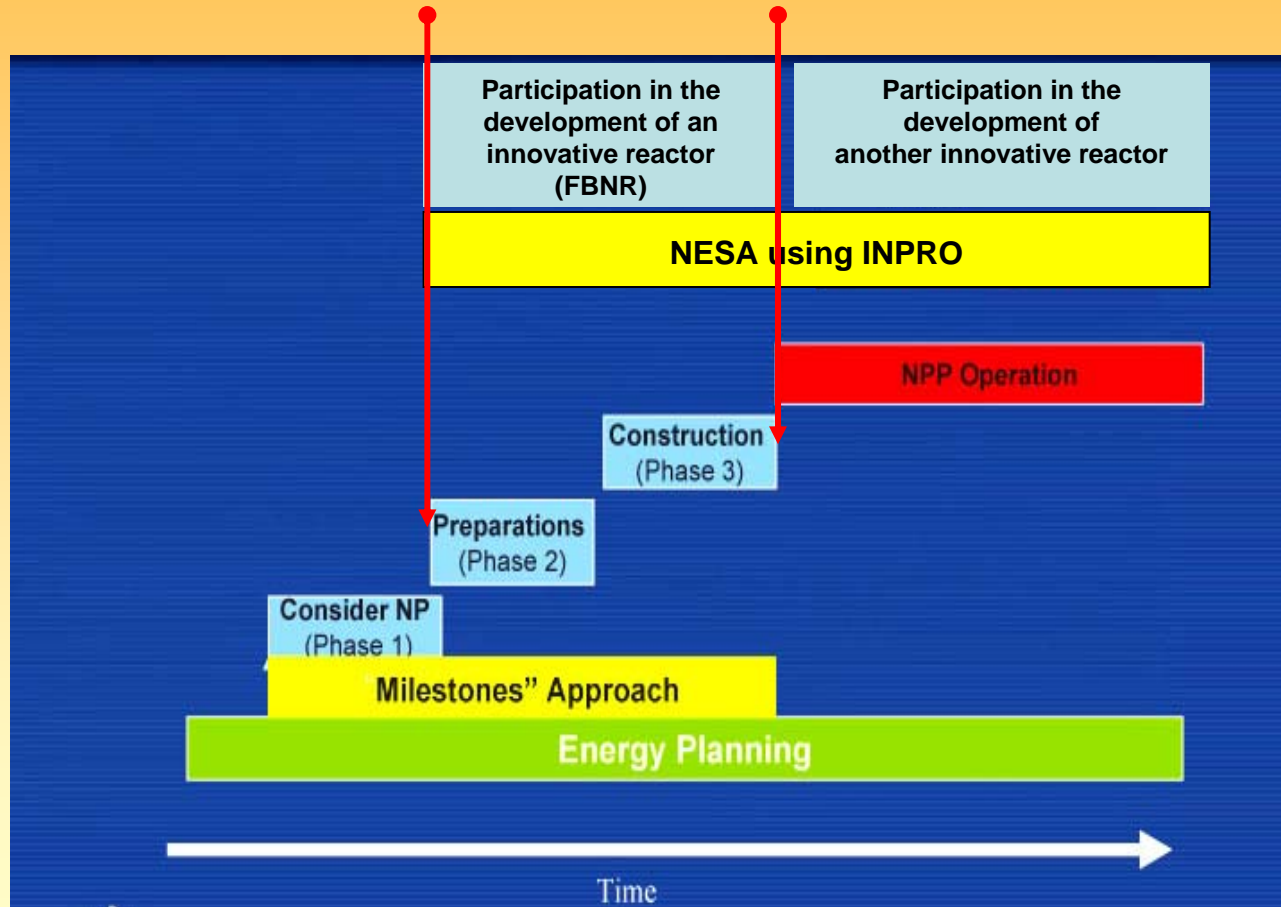 Participation in the
development of an
innovative reactor
(FBNR)
Participation in the
development of
another innovative reactor
NESA using INPRO
NPP Operation
Construction
(Phase 3)
Preparations
(Phase 2)
Consider NP
(Phase 1)
"Milestones” Approach
Energy Planning
Time